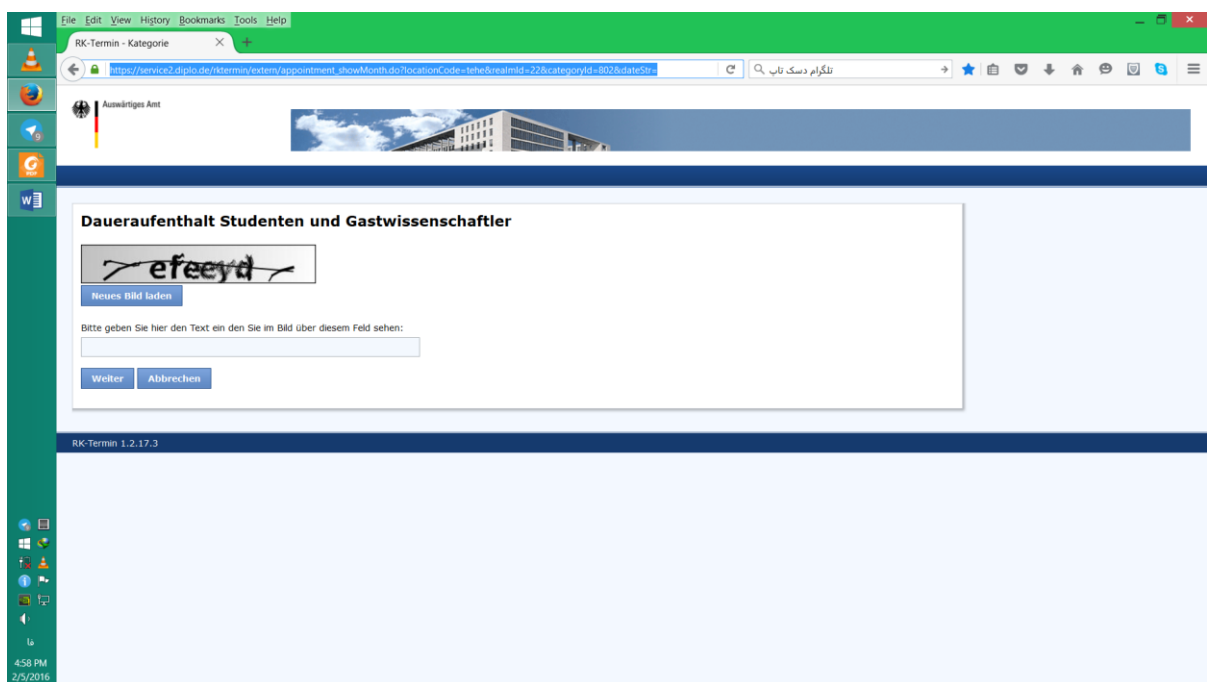 File Edit View History Bookmarks Tools Help
RK-Termin - Kategorie
https://service2.diplo.de/rktermin/extern/appointment_showMonth.do?locationCode=tehe&realmId=22&categoryId=802&dateStr=
تلگرام دسک تاپ
Auswärtiges Amt
Daueraufenthalt Studenten und Gastwissenschaftler
efeeyd
Neues Bild laden
Bitte geben Sie hier den Text ein den Sie im Bild über diesem Feld sehen:
Weiter Abbrechen
RK-Termin 1.2.17.3
فا
4:58 PM
2/5/2016